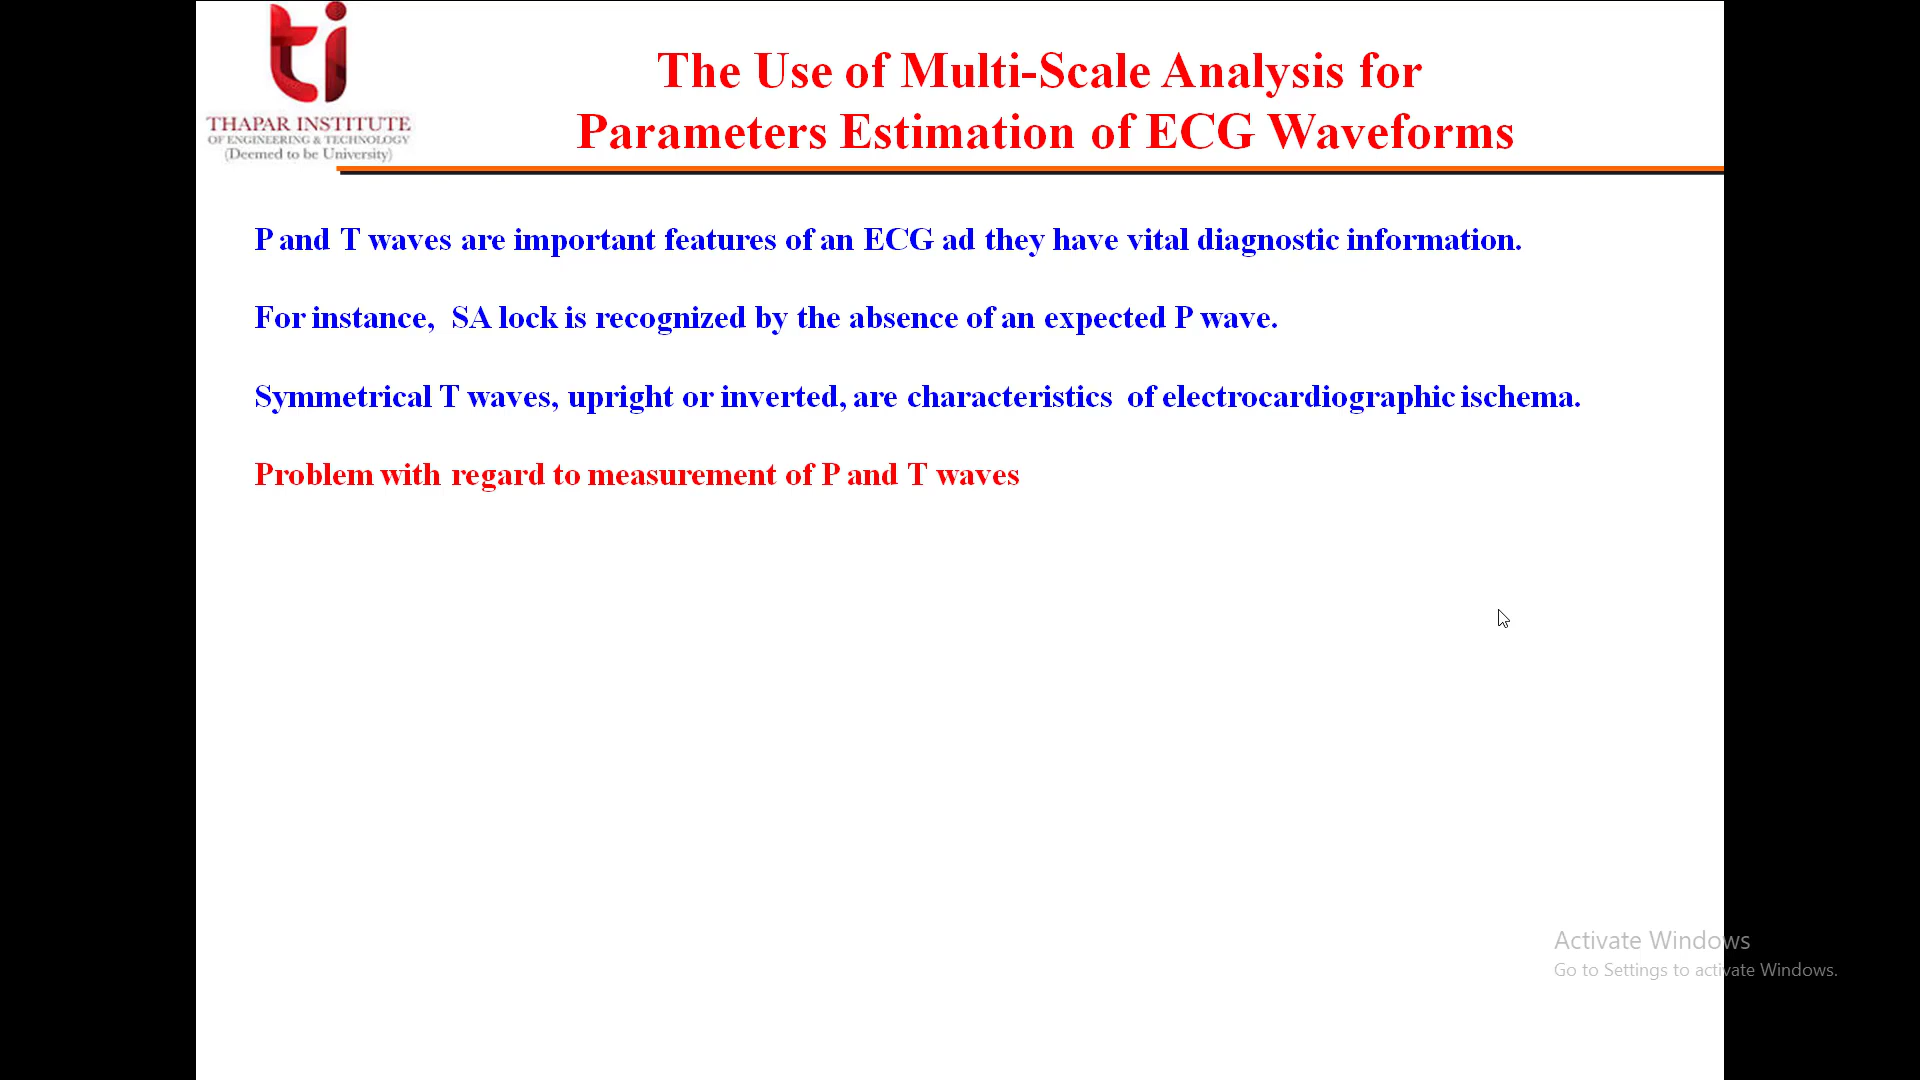 The Use of Multi-Scale Analysis for
Parameters Estimation of ECG Waveforms
THAPAR INSTITUTE
OF ENGINEERING & TECHNOLOGY
(Deemed to be University)
P and T waves are important features of an ECG ad they have vital diagnostic information.
For instance, SA lock is recognized by the absence of an expected P wave.
Symmetrical T waves, upright or inverted, are characteristics of electrocardiographic ischema.
Problem with regard to measurement of P and T waves
Activate Windows
Go to Settings to activate Windows.